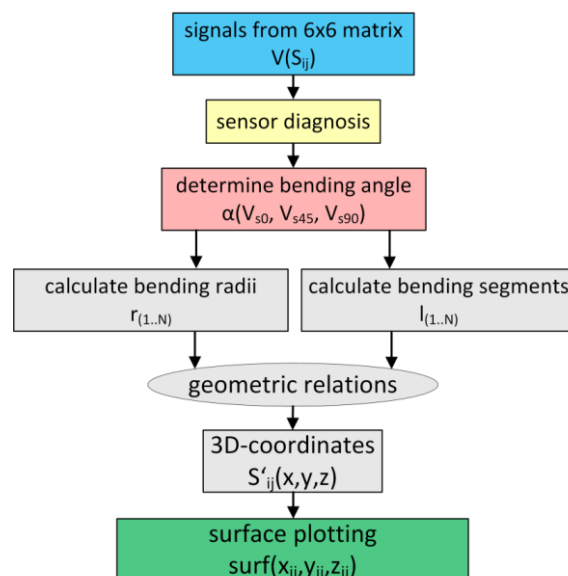 signals from 6x6 matrix
V(Sij)
sensor diagnosis
determine bending angle
α(Vs0, Vs45, Vs90)
calculate bending radii
r(1..N)
calculate bending segments
l(1..N)
geometric relations
3D-coordinates
S‘ij(x,y,z)
surface plotting
surf(xij,yij,zij)